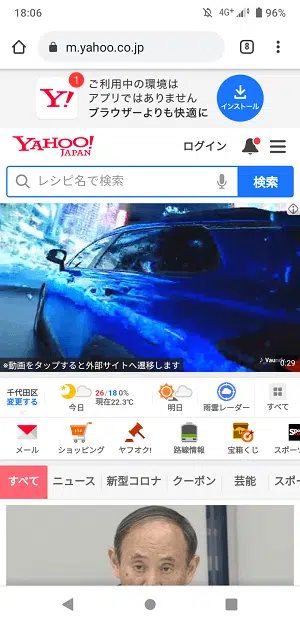 18:06
4G+
96%
m.yahoo.co.jp
8
Y!
1
ご利用中の環境は
アプリではありません
ブラウザーよりも快適に
インストール
YAHOO!
JAPAN
ログイン
レシピ名で検索
検索
※動画をタップすると外部サイトへ遷移します
0:29
千代田区
変更する
26/18 0%
現在22.3℃
今日
明日
雨雲レーダー
すべて
メール
ショッピング
ヤフオク!
路線情報
宝箱くじ
スポーツ
すべて
ニュース
新型コロナ
クーポン
芸能
スポ